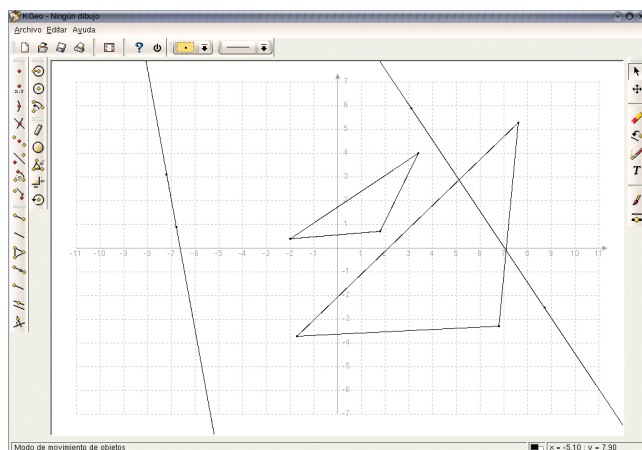 KGeo - Ningún dibujo
Archivo Editar Ayuda
7
6
5
4
3
2
1
-11 -10 -9 -8 -7 -6 -5 -4 -3 -2 -1 1 2 3 4 5 6 7 8 9 10 11
-1
-2
-3
-4
-5
-6
-7
T
Modo de movimiento de objetos x = -5.10 : y = 7.90